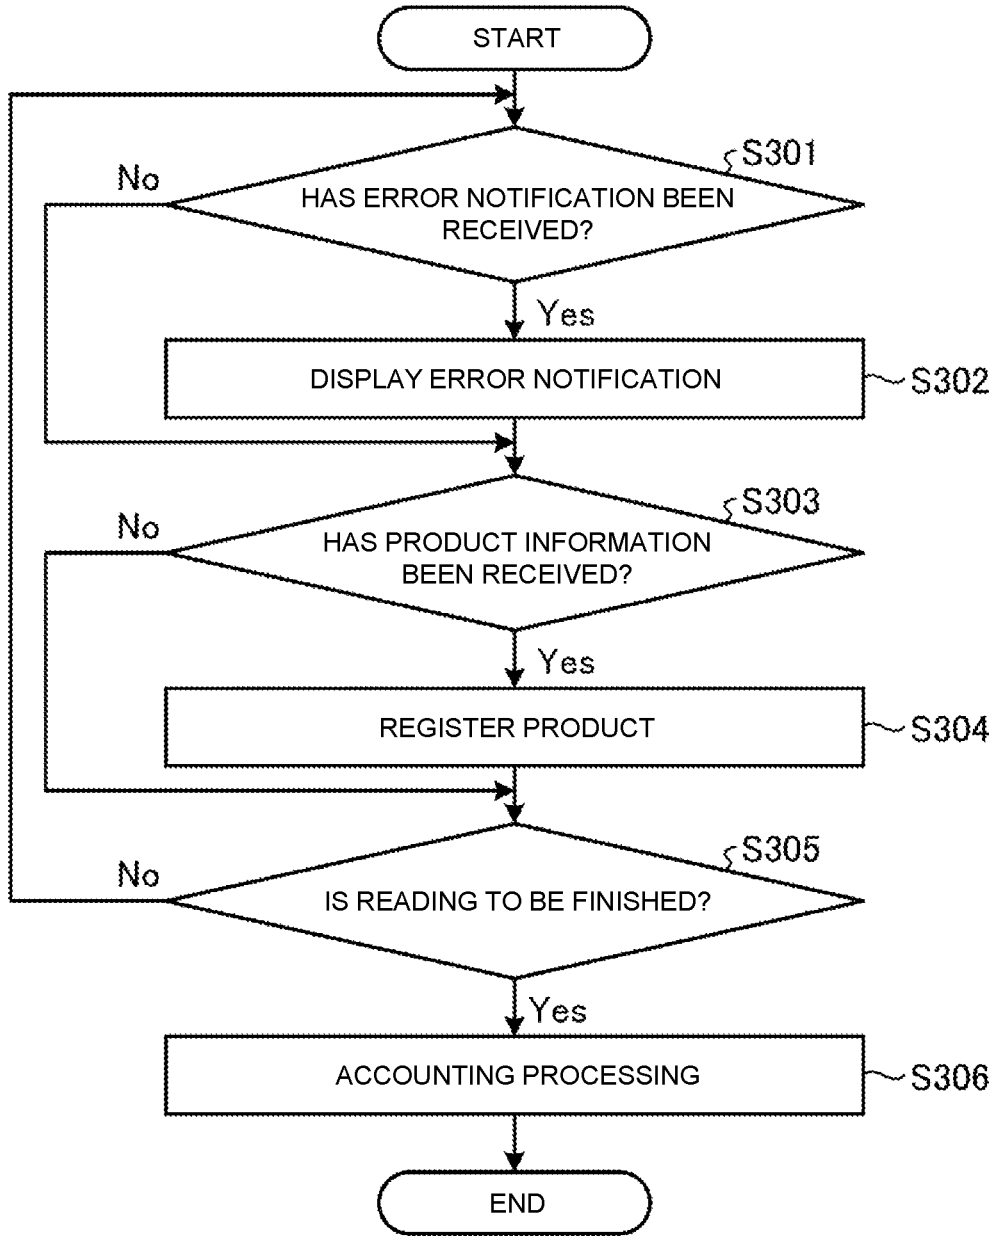 START
S301
No
HAS ERROR NOTIFICATION BEEN
RECEIVED?
Yes
DISPLAY ERROR NOTIFICATION
S302
S303
No
HAS PRODUCT INFORMATION
BEEN RECEIVED?
Yes
REGISTER PRODUCT
S304
S305
No
IS READING TO BE FINISHED?
Yes
ACCOUNTING PROCESSING
S306
END